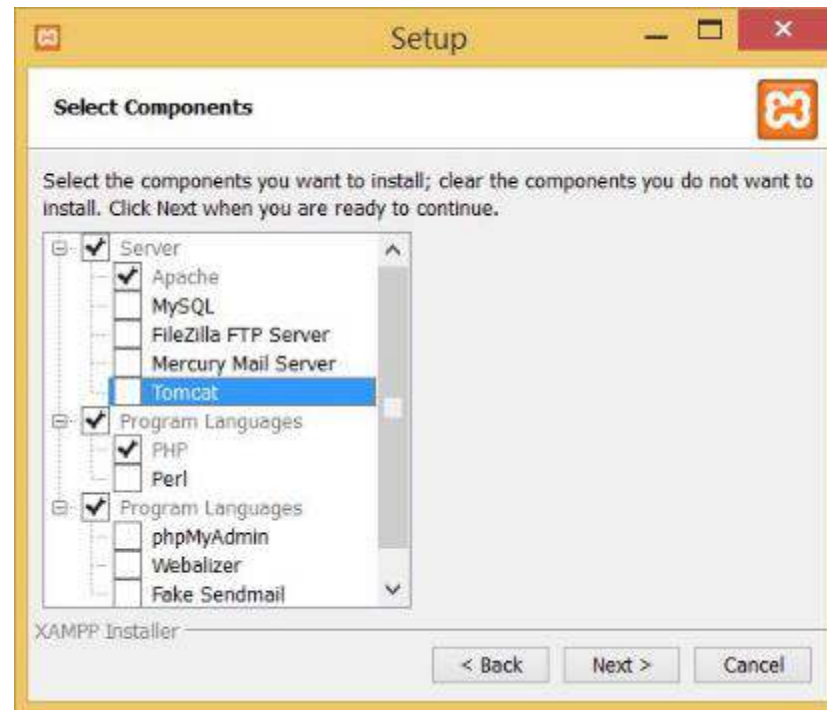 Setup
Select Components
Select the components you want to install; clear the components you do not want to
install. Click Next when you are ready to continue.
Server
Apache
MySQL
FileZilla FTP Server
Mercury Mail Server
Tomcat
Program Languages
PHP
Perl
Program Languages
phpMyAdmin
Webalizer
Fake Sendmail
XAMPP Installer
< Back Next > Cancel